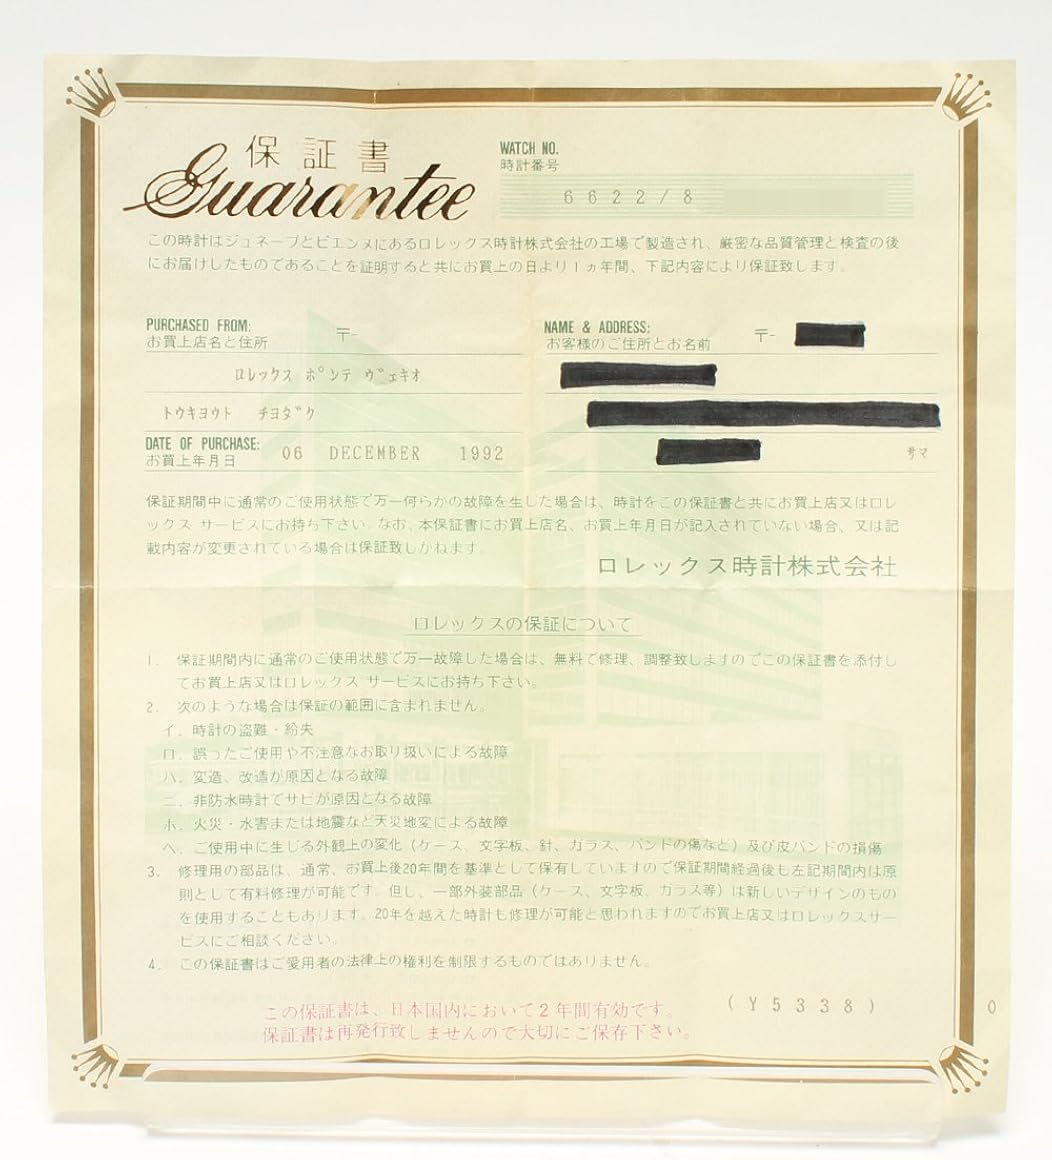 保証書
Guarantee
WATCH NO.
時計番号
6622/8
この時計はジュネーブとビエンヌにあるロレックス時計株式会社の工場で製造され、厳密な品質管理と検査の後
にお届けしたものであることを証明すると共にお買上の日より1ヵ年間、下記内容により保証致します。
PURCHASED FROM:
お買上店名と住所
〒-
ロレックス ポンテ ヴェキオ
トウキヨウト チヨダク
DATE OF PURCHASE:
お買上年月日
06 DECEMBER 1992
NAME & ADDRESS:
お客様のご住所とお名前
〒-
号マ
保証期間中に通常のご使用状態で万一何らかの故障を生した場合は、時計をこの保証書と共にお買上店又はロレ
ックス サービスにお持ち下さい。なお、本保証書にお買上店名、お買上年月日が記入されていない場合、又は記
載内容が変更されている場合は保証致しかねます。
ロレックス時計株式会社
ロレックスの保証について
1. 保証期間内に通常のご使用状態で万一故障した場合は、無料で修理、調整致しますのでこの保証書を添付し
てお買上店又はロレックス サービスにお持ち下さい。
2. 次のような場合は保証の範囲に含まれません。
イ. 時計の盗難・紛失
ロ. 誤ったご使用や不注意なお取り扱いによる故障
ハ. 変造、改造が原因となる故障
ニ. 非防水時計でサビが原因となる故障
ホ. 火災・水害または地震など天災地変による故障
ヘ. ご使用中に生じる外観上の変化（ケース、文字板、針、ガラス、バンドの傷など）及び皮バンドの損傷
3. 修理用の部品は、通常、お買上後20年間を基準として保有していますので保証期間経過後も左記期間内は原
則として有料修理が可能です。但し、一部外装部品（ケース、文字板、ガラス等）は新しいデザインのもの
を使用することもあります。20年を越えた時計も修理が可能と思われますのでお買上店又はロレックスサー
ビスにご相談ください。
4. この保証書はご愛用者の法律上の権利を制限するものではありません。
(Y5338)
0
この保証書は、日本国内において2年間有効です。
保証書は再発行致しませんので大切にご保存下さい。